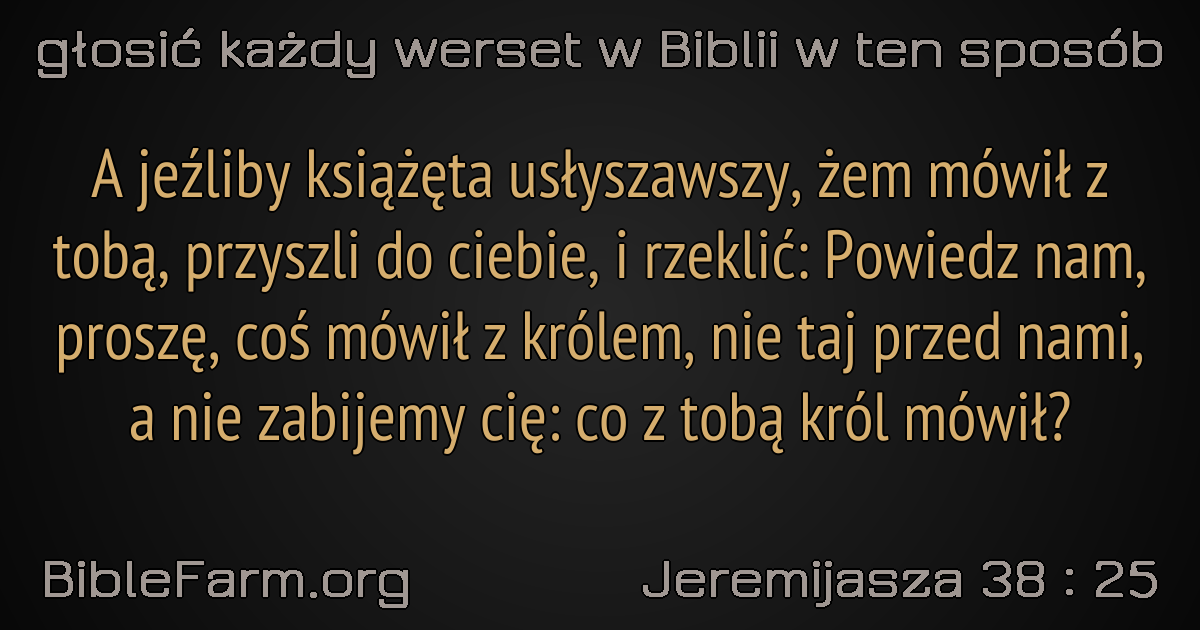 głosić każdy werset w Biblii w ten sposób
A jeźliby książęta usłyszawszy, żem mówił z
tobą, przyszli do ciebie, i rzeklić: Powiedz nam,
proszę, coś mówił z królem, nie taj przed nami,
a nie zabijemy cię: co z tobą król mówił?
BibleFarm.org
Jeremijasza 38 : 25